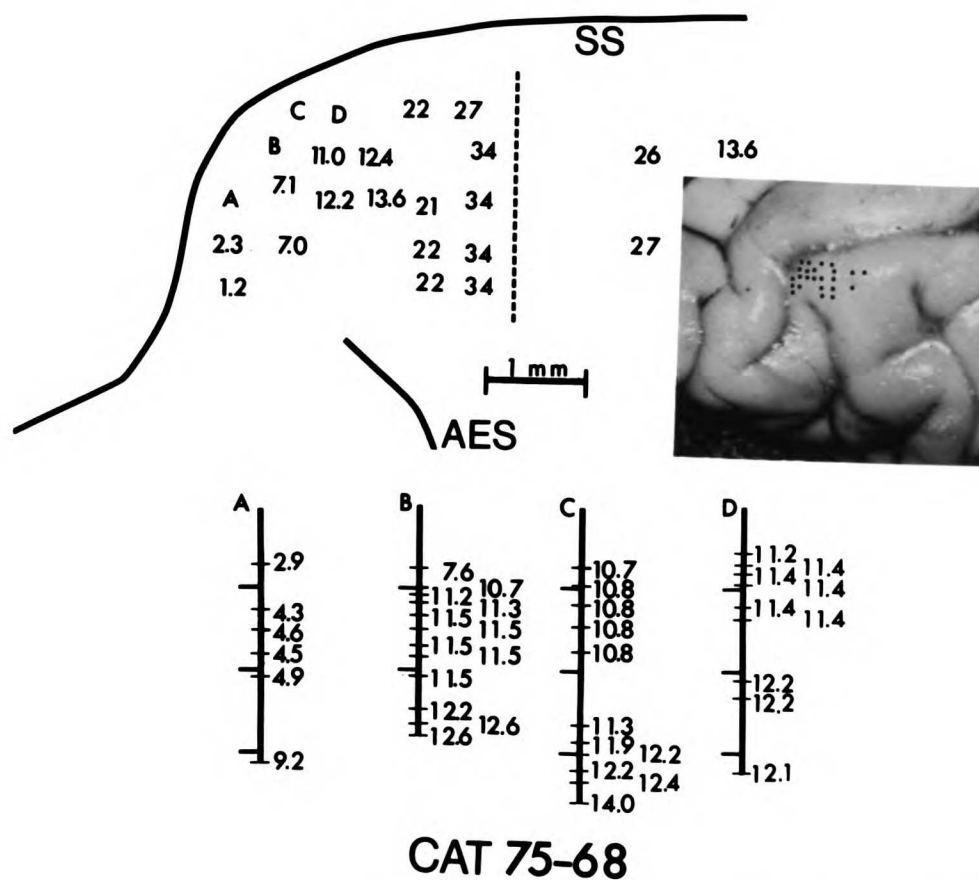 SS
C D 22 27
B 11.0 12.4 34 26 13.6
7.1
A 12.2 13.6 21 34
2.3 7.0 22 34 27
1.2 22 34
1 mm
AES
A B C D
2.9 7.6 10.7 11.2
10.7 10.8 11.4 11.4
11.2 11.3 10.8 11.4
4.3 11.5 10.8 11.4 11.4
4.6 11.5
4.5 11.5 11.5 10.8
4.9 11.5 12.2
12.2 11.3 12.2
12.6 12.6 11.9 12.2
9.2 12.2 12.4 12.1
14.0
CAT 75-68